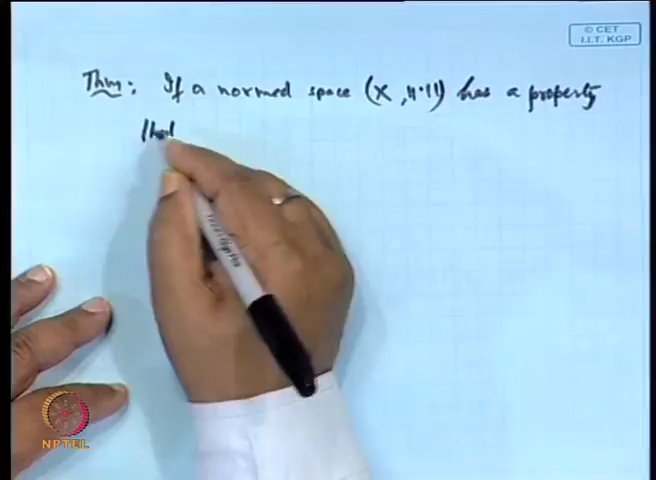 © CET
I.I.T. KGP
Thm: If a normed space (X, ||·||) has a property
that
NPTEL